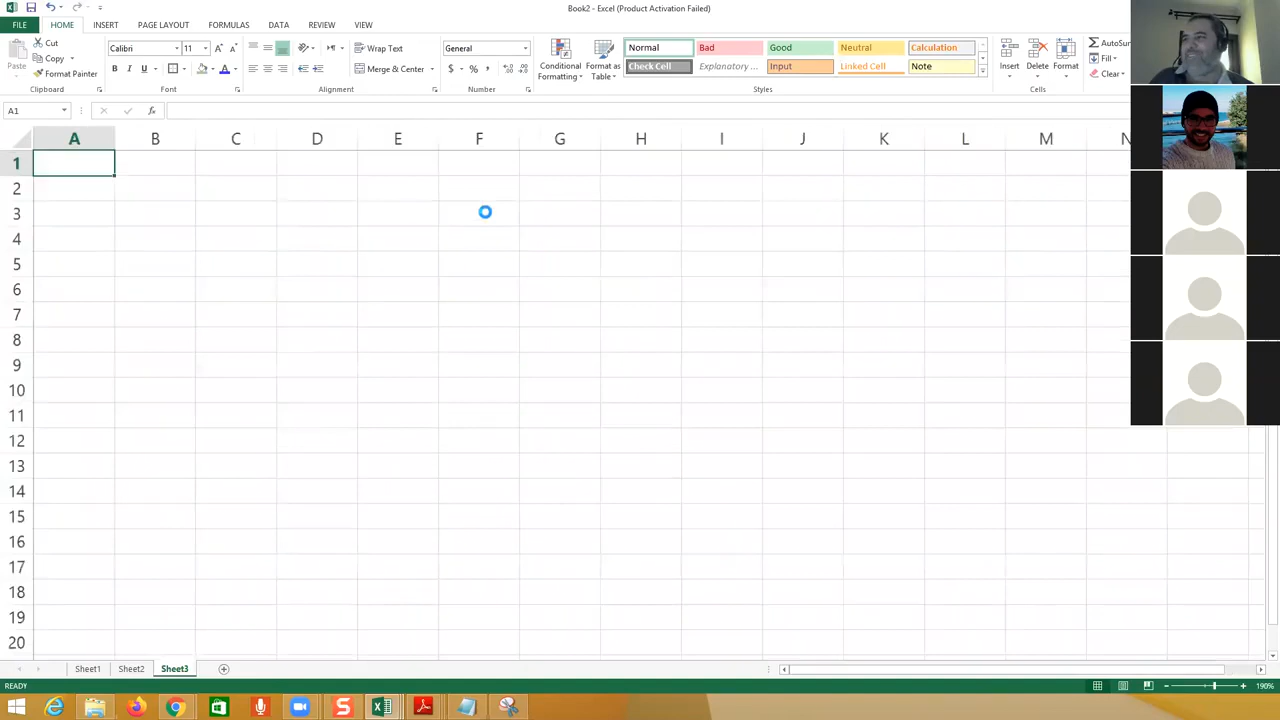 Book2 - Excel (Product Activation Failed)
FILE HOME INSERT PAGE LAYOUT FORMULAS DATA REVIEW VIEW
Paste
Cut
Copy
Format Painter
Clipboard
Calibri 11
B I U
Font
Wrap Text
Merge & Center
Alignment
General
$ % ,
Number
Conditional Formatting
Format as Table
Normal Bad Good Neutral Calculation
Check Cell Explanatory ... Input Linked Cell Note
Styles
Insert Delete Format
Cells
AutoSum
Fill
Clear
A1
fx
A B C D E F G H I J K L M N
1
2
3
4
5
6
7
8
9
10
11
12
13
14
15
16
17
18
19
20
Sheet1 Sheet2 Sheet3
READY
190%